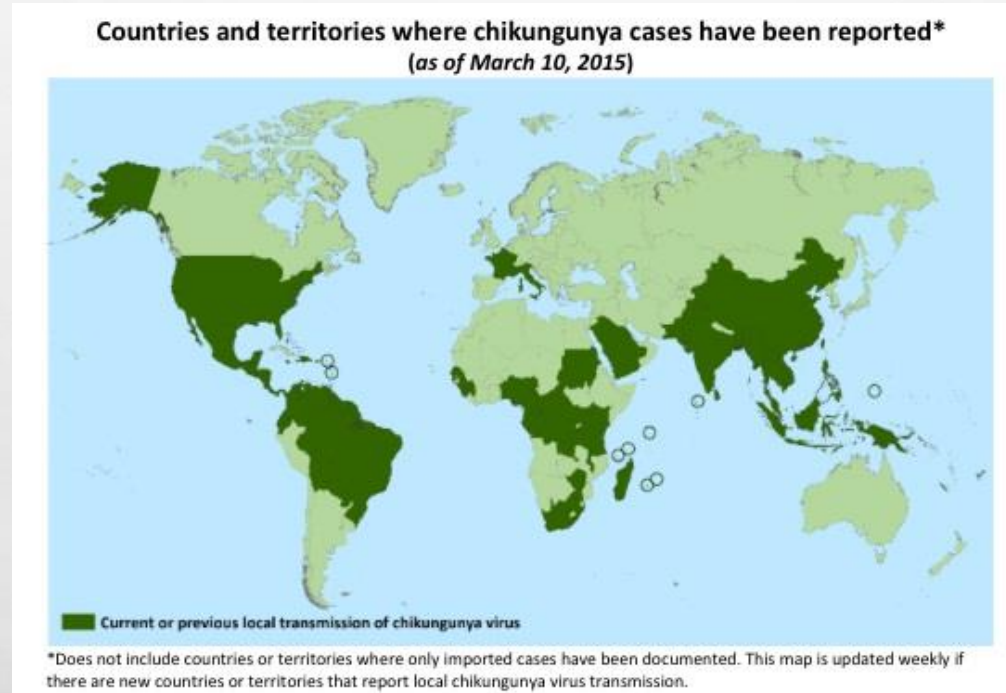 Countries and territories where chikungunya cases have been reported*
(as of March 10, 2015)
Current or previous local transmission of chikungunya virus
*Does not include countries or territories where only imported cases have been documented. This map is updated weekly if
there are new countries or territories that report local chikungunya virus transmission.